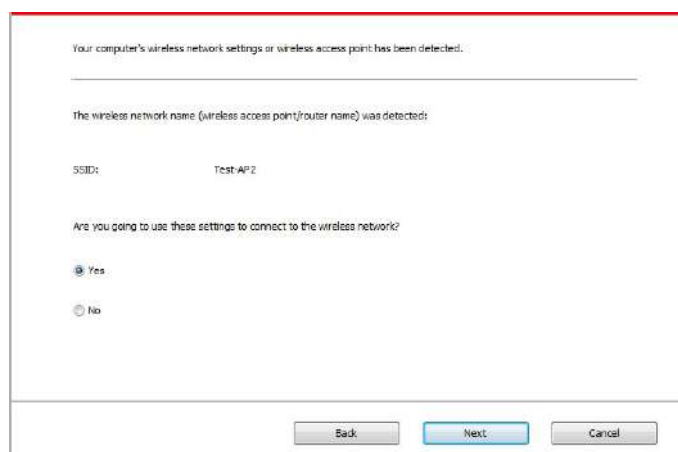 Your computer's wireless network settings or wireless access point has been detected.
The wireless network name (wireless access point/router name) was detected:
SSID: Test-AP2
Are you going to use these settings to connect to the wireless network?
Yes
No
Back Next Cancel